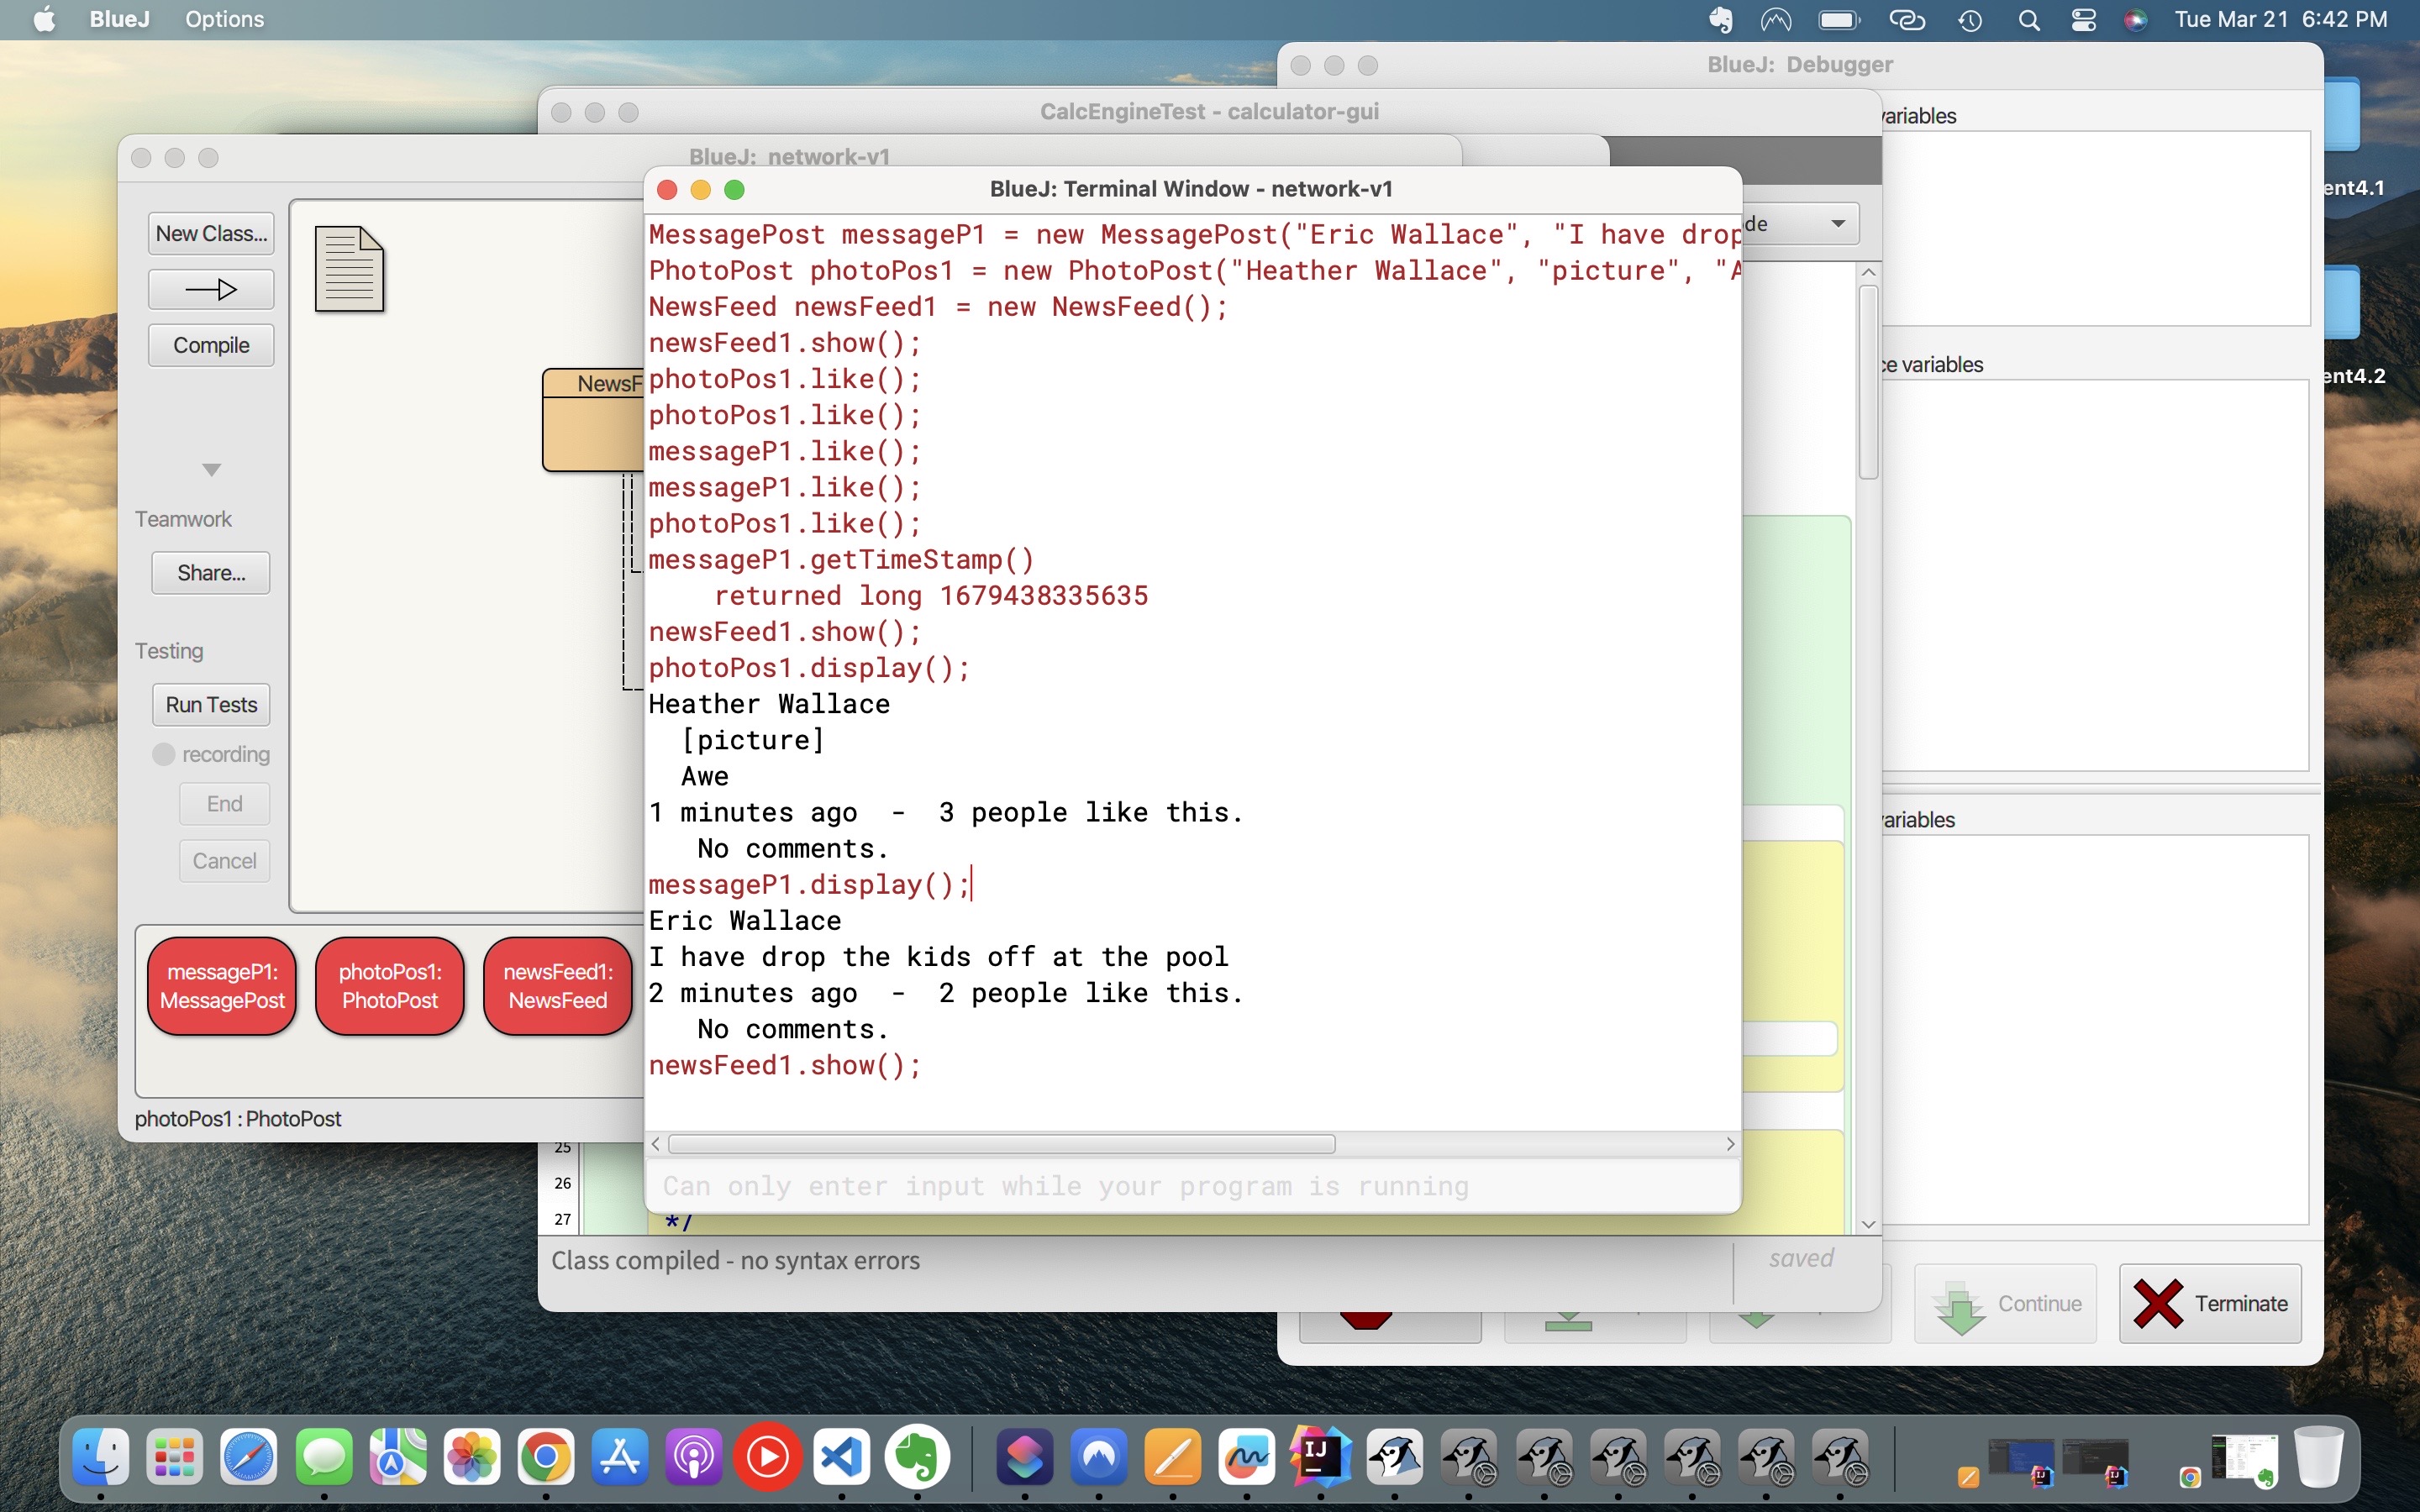 BlueJ Options Tue Mar 21 6:42 PM
BlueJ: Debugger
CalcEngineTest - calculator-gui
variables
BlueJ: network-v1
BlueJ: Terminal Window - network-v1
ent4.1
New Class...
Compile
Teamwork
Share...
Testing
Run Tests
recording
End
Cancel
NewsF
MessagePost messageP1 = new MessagePost("Eric Wallace", "I have drop
PhotoPost photoPos1 = new PhotoPost("Heather Wallace", "picture", "A
NewsFeed newsFeed1 = new NewsFeed();
newsFeed1.show();
photoPos1.like();
photoPos1.like();
messageP1.like();
messageP1.like();
photoPos1.like();
messageP1.getTimeStamp()
returned long 1679438335635
newsFeed1.show();
photoPos1.display();
Heather Wallace
[picture]
Awe
1 minutes ago - 3 people like this.
No comments.
messageP1.display();
Eric Wallace
I have drop the kids off at the pool
2 minutes ago - 2 people like this.
No comments.
newsFeed1.show();
Can only enter input while your program is running
de
ce variables
ent4.2
variables
messageP1:
MessagePost
photoPos1:
PhotoPost
newsFeed1:
NewsFeed
photoPos1 : PhotoPost
25
26
27 */
Class compiled - no syntax errors
saved
Continue
Terminate
IJ